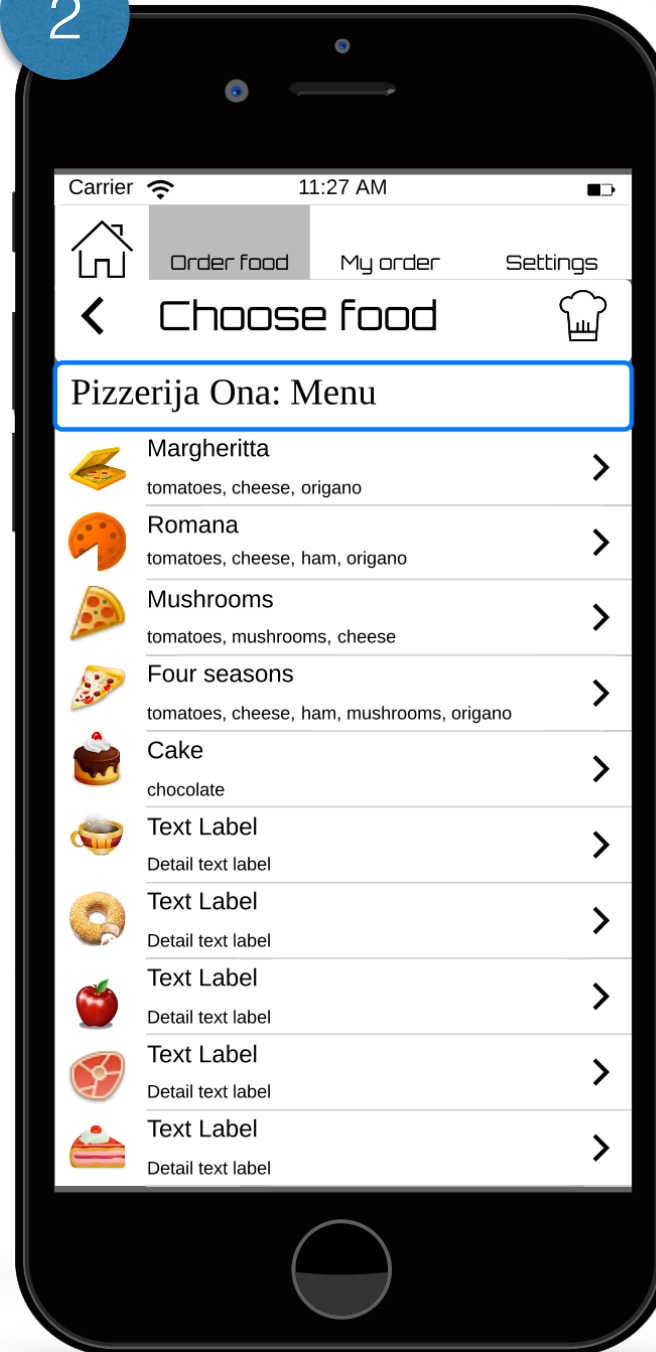 2
Carrier 11:27 AM
Order food My order Settings
Choose food
Pizzerija Ona: Menu
Margheritta
tomatoes, cheese, origano
Romana
tomatoes, cheese, ham, origano
Mushrooms
tomatoes, mushrooms, cheese
Four seasons
tomatoes, cheese, ham, mushrooms, origano
Cake
chocolate
Text Label
Detail text label
Text Label
Detail text label
Text Label
Detail text label
Text Label
Detail text label
Text Label
Detail text label